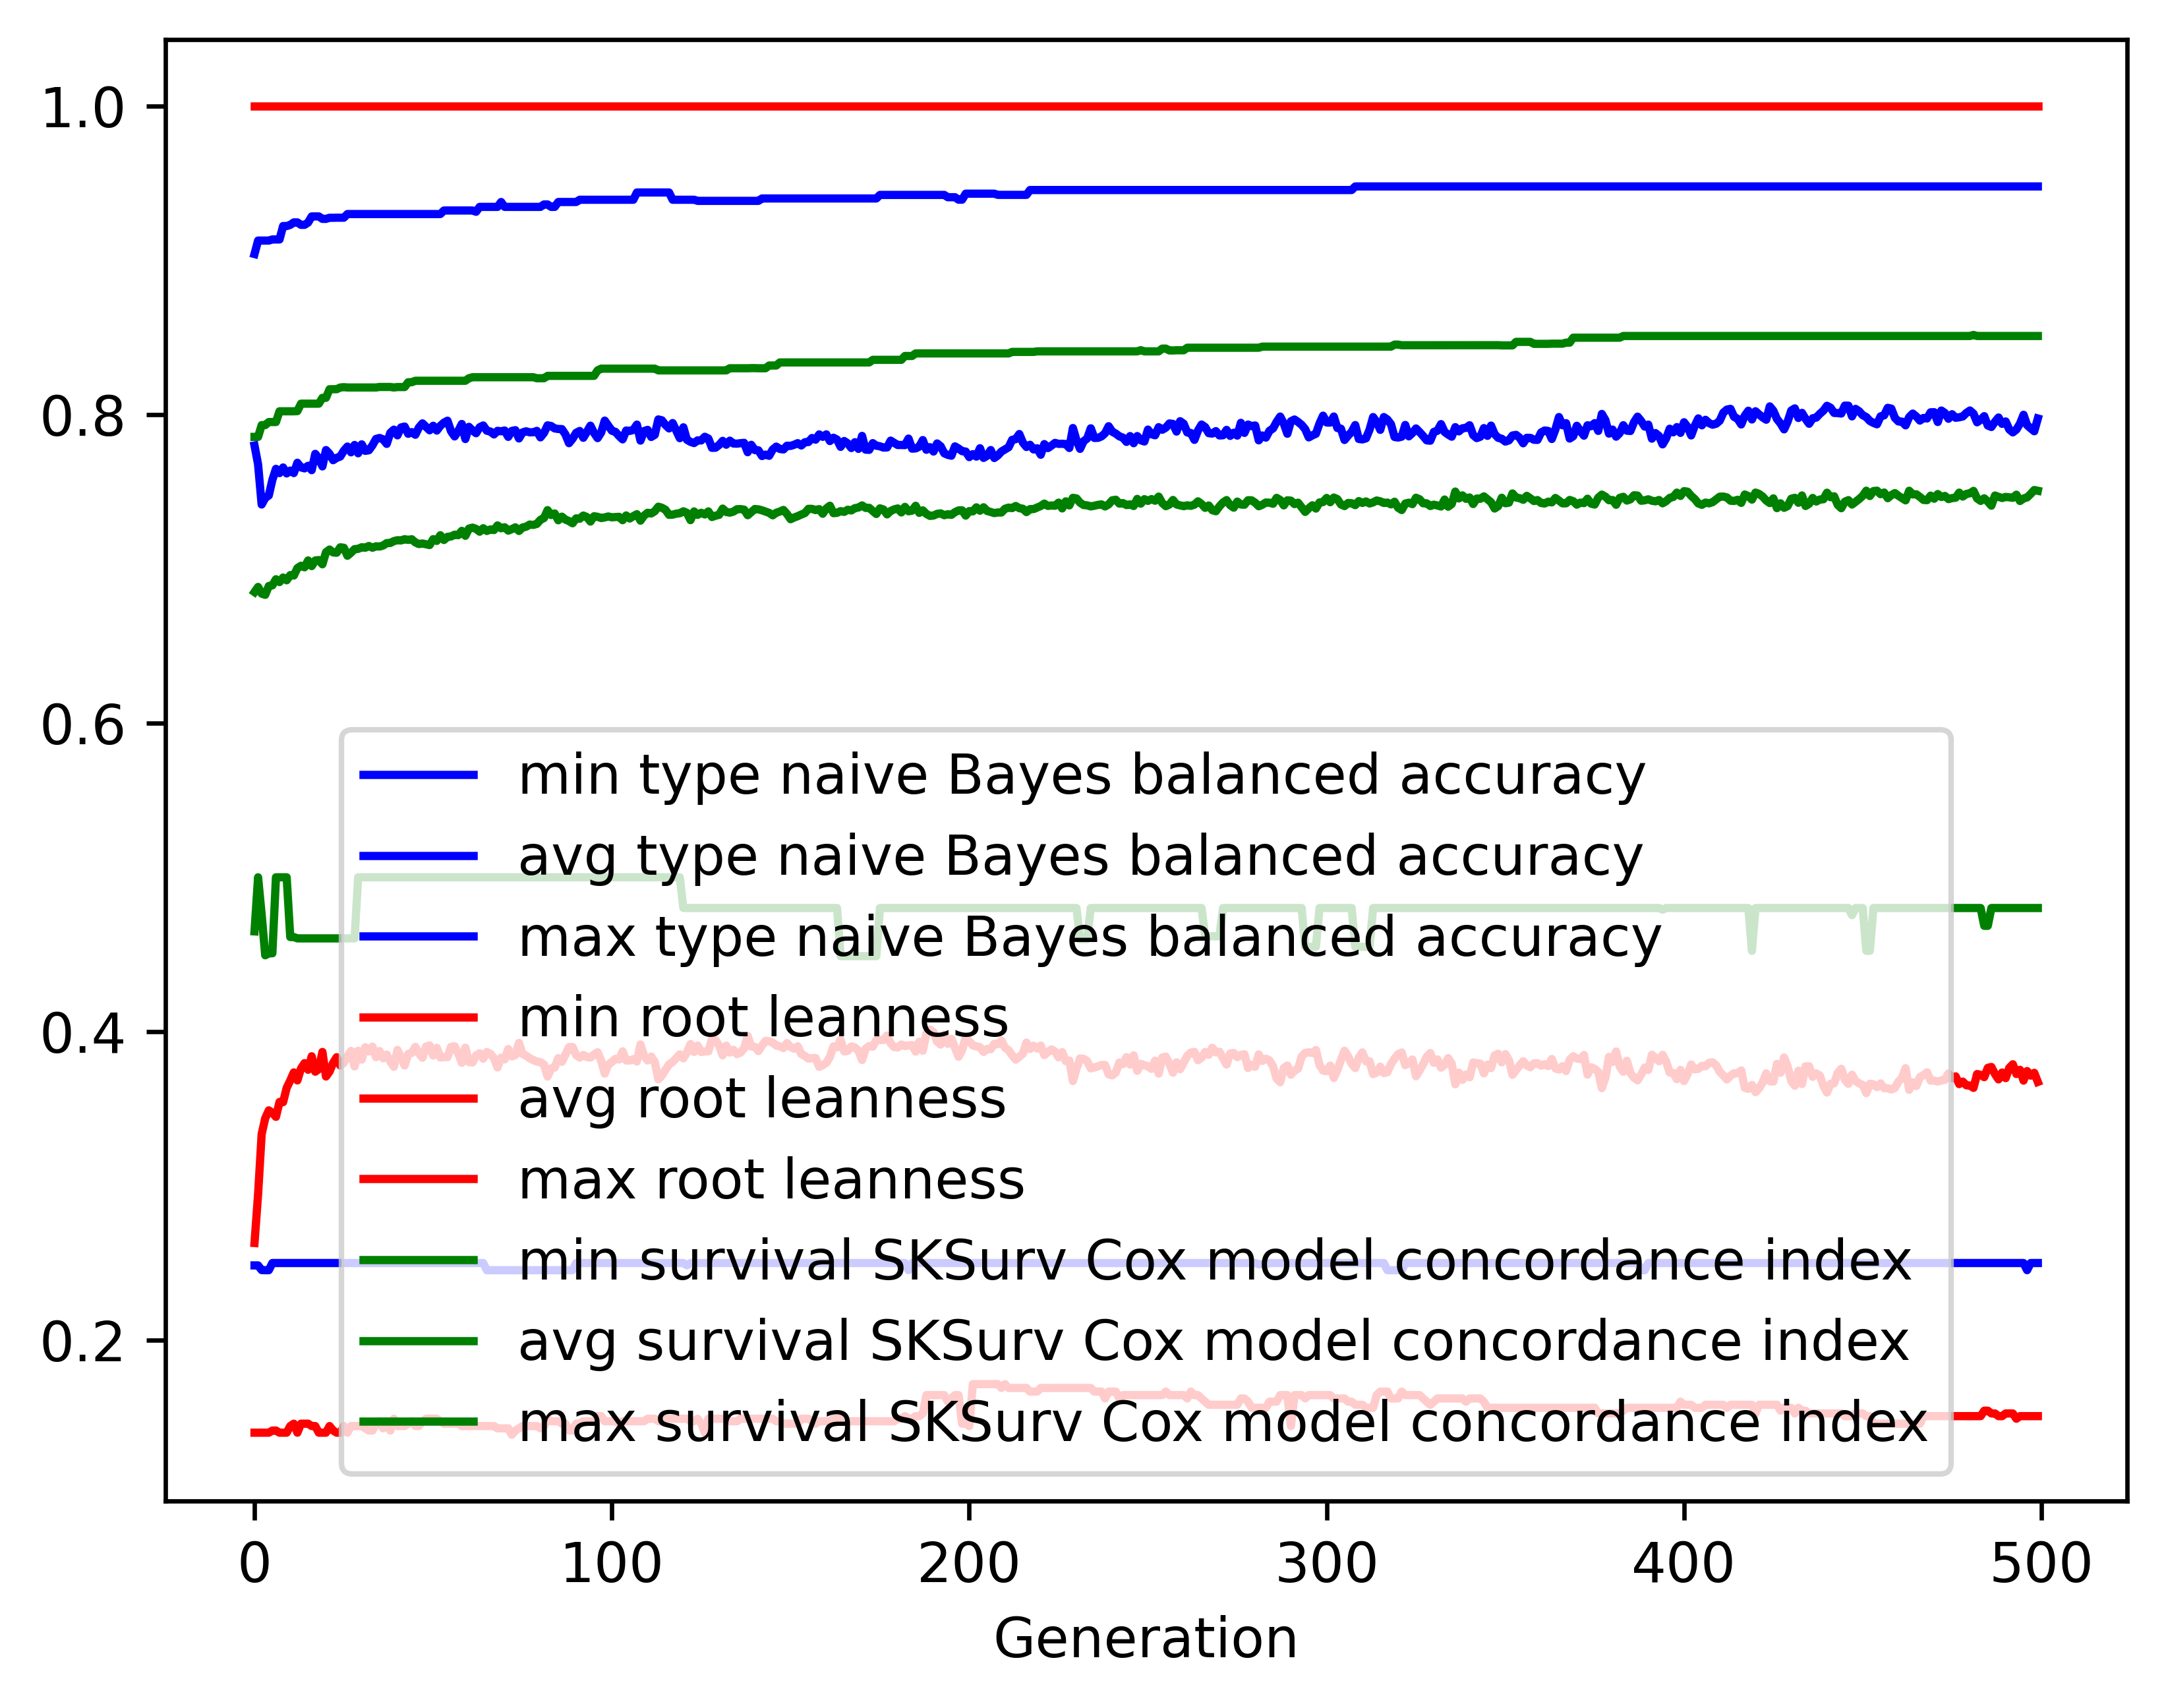 1.0
0.8
0.6
0.4
0.2
min type naive Bayes balanced accuracy
avg type naive Bayes balanced accuracy
max type naive Bayes balanced accuracy
min root leanness
avg root leanness
max root leanness
min survival SKSurv Cox model concordance index
avg survival SKSurv Cox model concordance index
max survival SKSurv Cox model concordance index
0 100 200 300 400 500
Generation